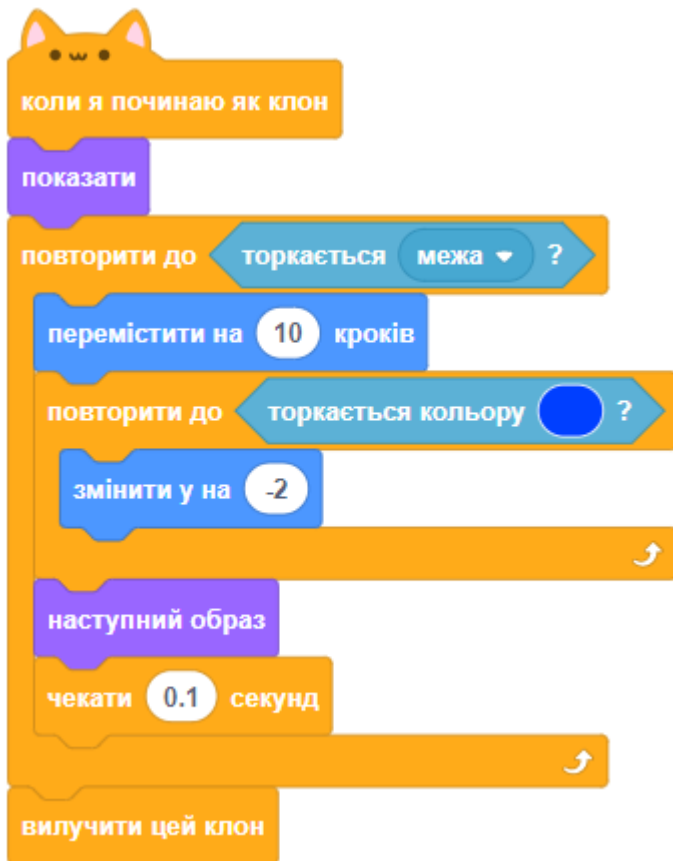 коли я починаю як клон
показати
повторити до торкається межа ?
перемістити на 10 кроків
повторити до торкається кольору ?
змінити y на -2
наступний образ
чекати 0.1 секунд
вилучити цей клон